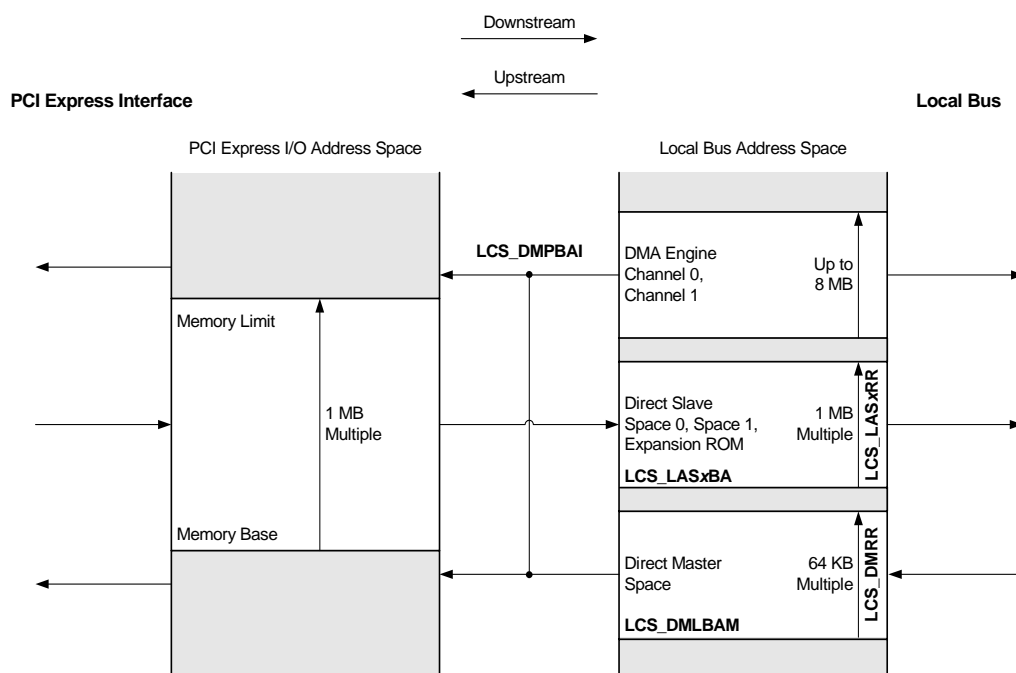 Downstream
Upstream
PCI Express Interface
Local Bus
PCI Express I/O Address Space
Local Bus Address Space
LCS_DMPBAI
DMA Engine
Channel 0,
Channel 1
Up to
8 MB
Memory Limit
1 MB
Multiple
Direct Slave
Space 0, Space 1,
Expansion ROM
1 MB
Multiple
LCS_LASxRR
LCS_LASxBA
Memory Base
Direct Master
Space
64 KB
Multiple
LCS_DMRR
LCS_DMLBAM